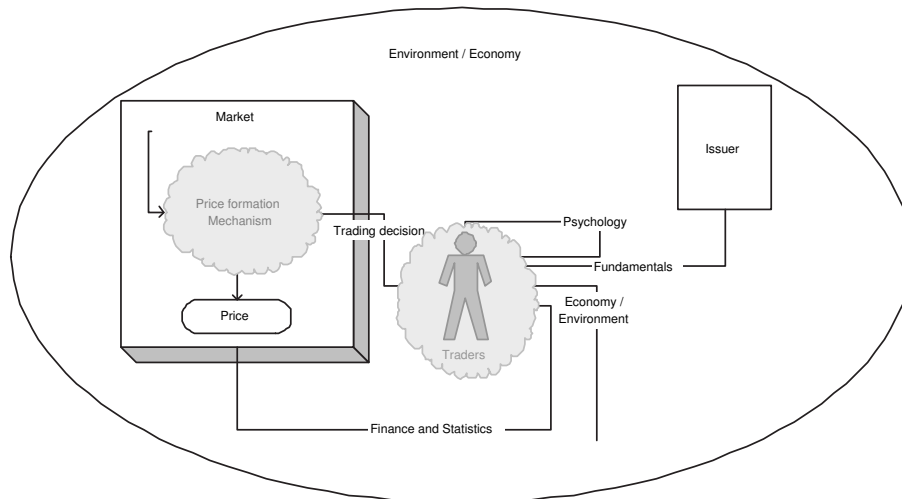 Environment / Economy
Market
Issuer
Price formation
Mechanism
Trading decision
Psychology
Fundamentals
Economy /
Environment
Price
Traders
Finance and Statistics